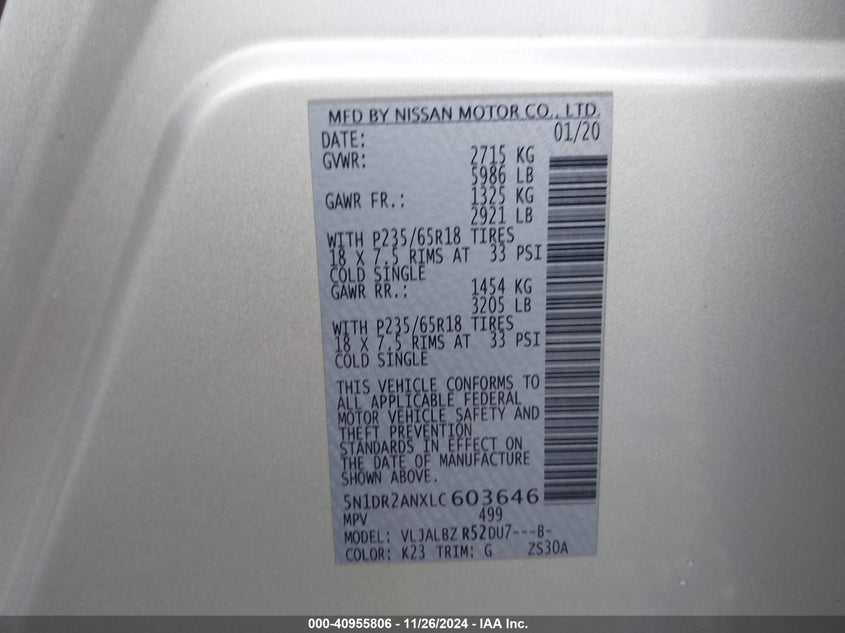 MFD BY NISSAN MOTOR CO., LTD.
DATE: 01/20
GVWR: 2715 KG
5986 LB
GAWR FR.: 1325 KG
2921 LB
WITH P235/65R18 TIRES
18 X 7.5 RIMS AT 33 PSI
COLD SINGLE
GAWR RR.: 1454 KG
3205 LB
WITH P235/65R18 TIRES
18 X 7.5 RIMS AT 33 PSI
COLD SINGLE
THIS VEHICLE CONFORMS TO
ALL APPLICABLE FEDERAL
MOTOR VEHICLE SAFETY AND
THEFT PREVENTION
STANDARDS IN EFFECT ON
THE DATE OF MANUFACTURE
SHOWN ABOVE.
5N1DR2ANXLC603646
MPV 499
MODEL: VLJALBZ R52DU7---B-
COLOR: K23 TRIM: G ZS30A
000-40955806 - 11/26/2024 - IAA Inc.